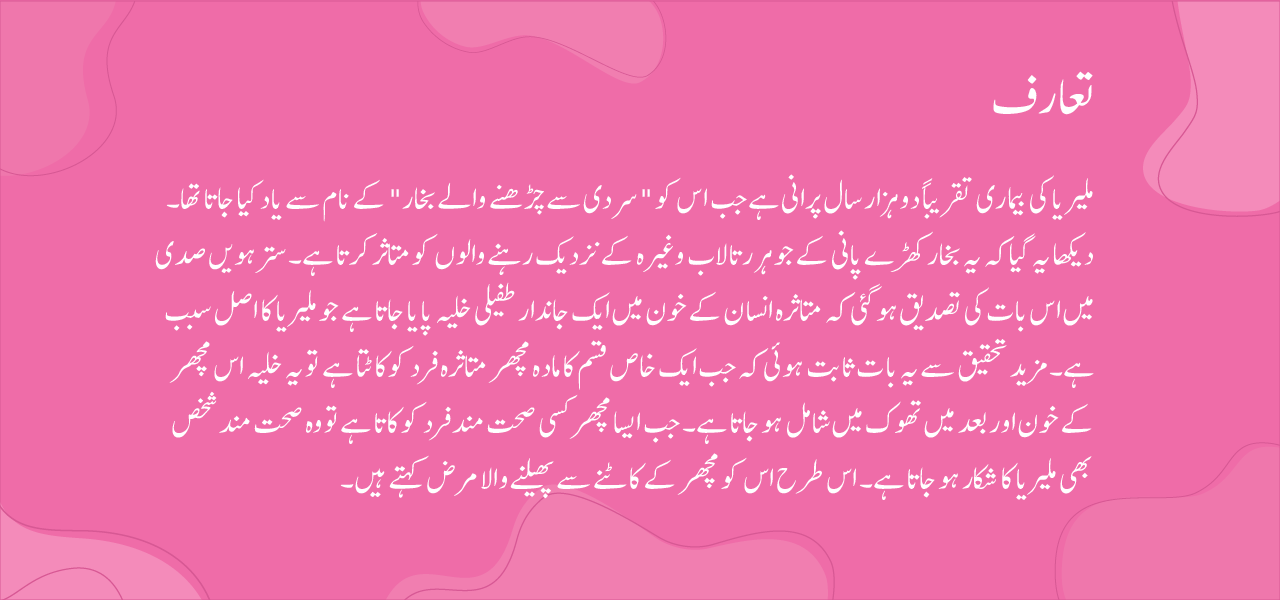 تعارف
ملیریا کی بیماری تقریباً دو ہزار سال پرانی ہے جب اس کو "سردی سے چڑھنے والے بخار" کے نام سے یاد کیا جاتا تھا۔
دیکھا یہ گیا کہ یہ بخار کھڑے پانی کے جوہر رتالاب وغیرہ کے نزدیک رہنے والوں کو متاثر کرتا ہے۔ سترہویں صدی
میں اس بات کی تصدیق ہو گئی کہ متاثرہ انسان کے خون میں ایک جاندار طفیلی خلیہ پایا جاتا ہے جو ملیریا کا اصل سبب
ہے۔ مزید تحقیق سے یہ بات ثابت ہوئی کہ جب ایک خاص قسم کا مادہ مچھر متاثرہ فرد کو کاٹتا ہے تو یہ خلیہ اس مچھر
کے خون اور بعد میں تھوک میں شامل ہو جاتا ہے۔ جب ایسا مچھر کسی صحت مند فرد کو کاتا ہے تو وہ صحت مند شخص
بھی ملیریا کا شکار ہو جاتا ہے۔ اس طرح اس کو مچھر کے کاٹنے سے پھیلنے والا مرض کہتے ہیں۔